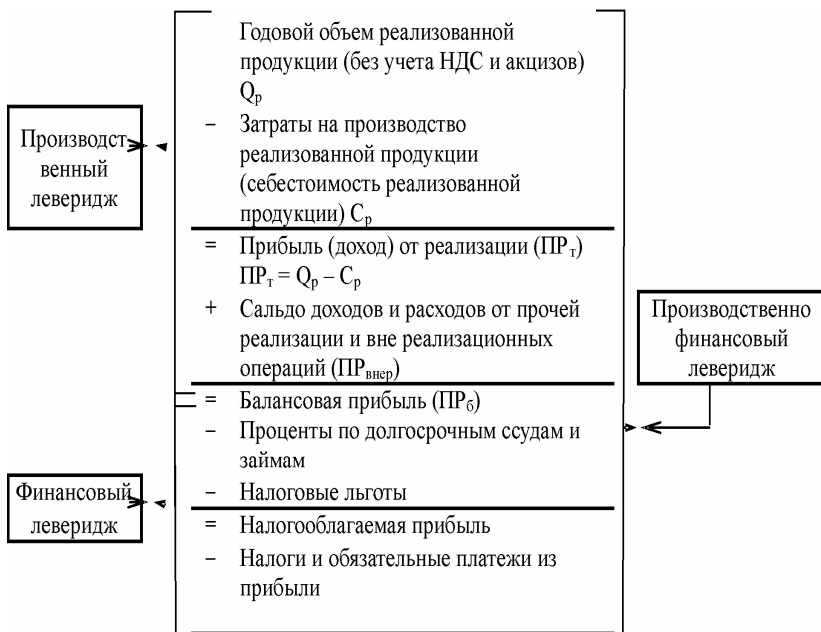 Годовой объем реализованной
продукции (без учета НДС и акцизов)
Qр
– Затраты на производство
реализованной продукции
(себестоимость реализованной
продукции) Ср
= Прибыль (доход) от реализации (ПРт)
ПРт = Qр – Ср
+ Сальдо доходов и расходов от прочей
реализации и вне реализационных
операций (ПРвнер)
= Балансовая прибыль (ПРб)
– Проценты по долгосрочным ссудам и
займам
– Налоговые льготы
= Налогооблагаемая прибыль
– Налоги и обязательные платежи из
прибыли
Производст
венный
леверидж
Финансовый
леверидж
Производственно
финансовый
леверидж